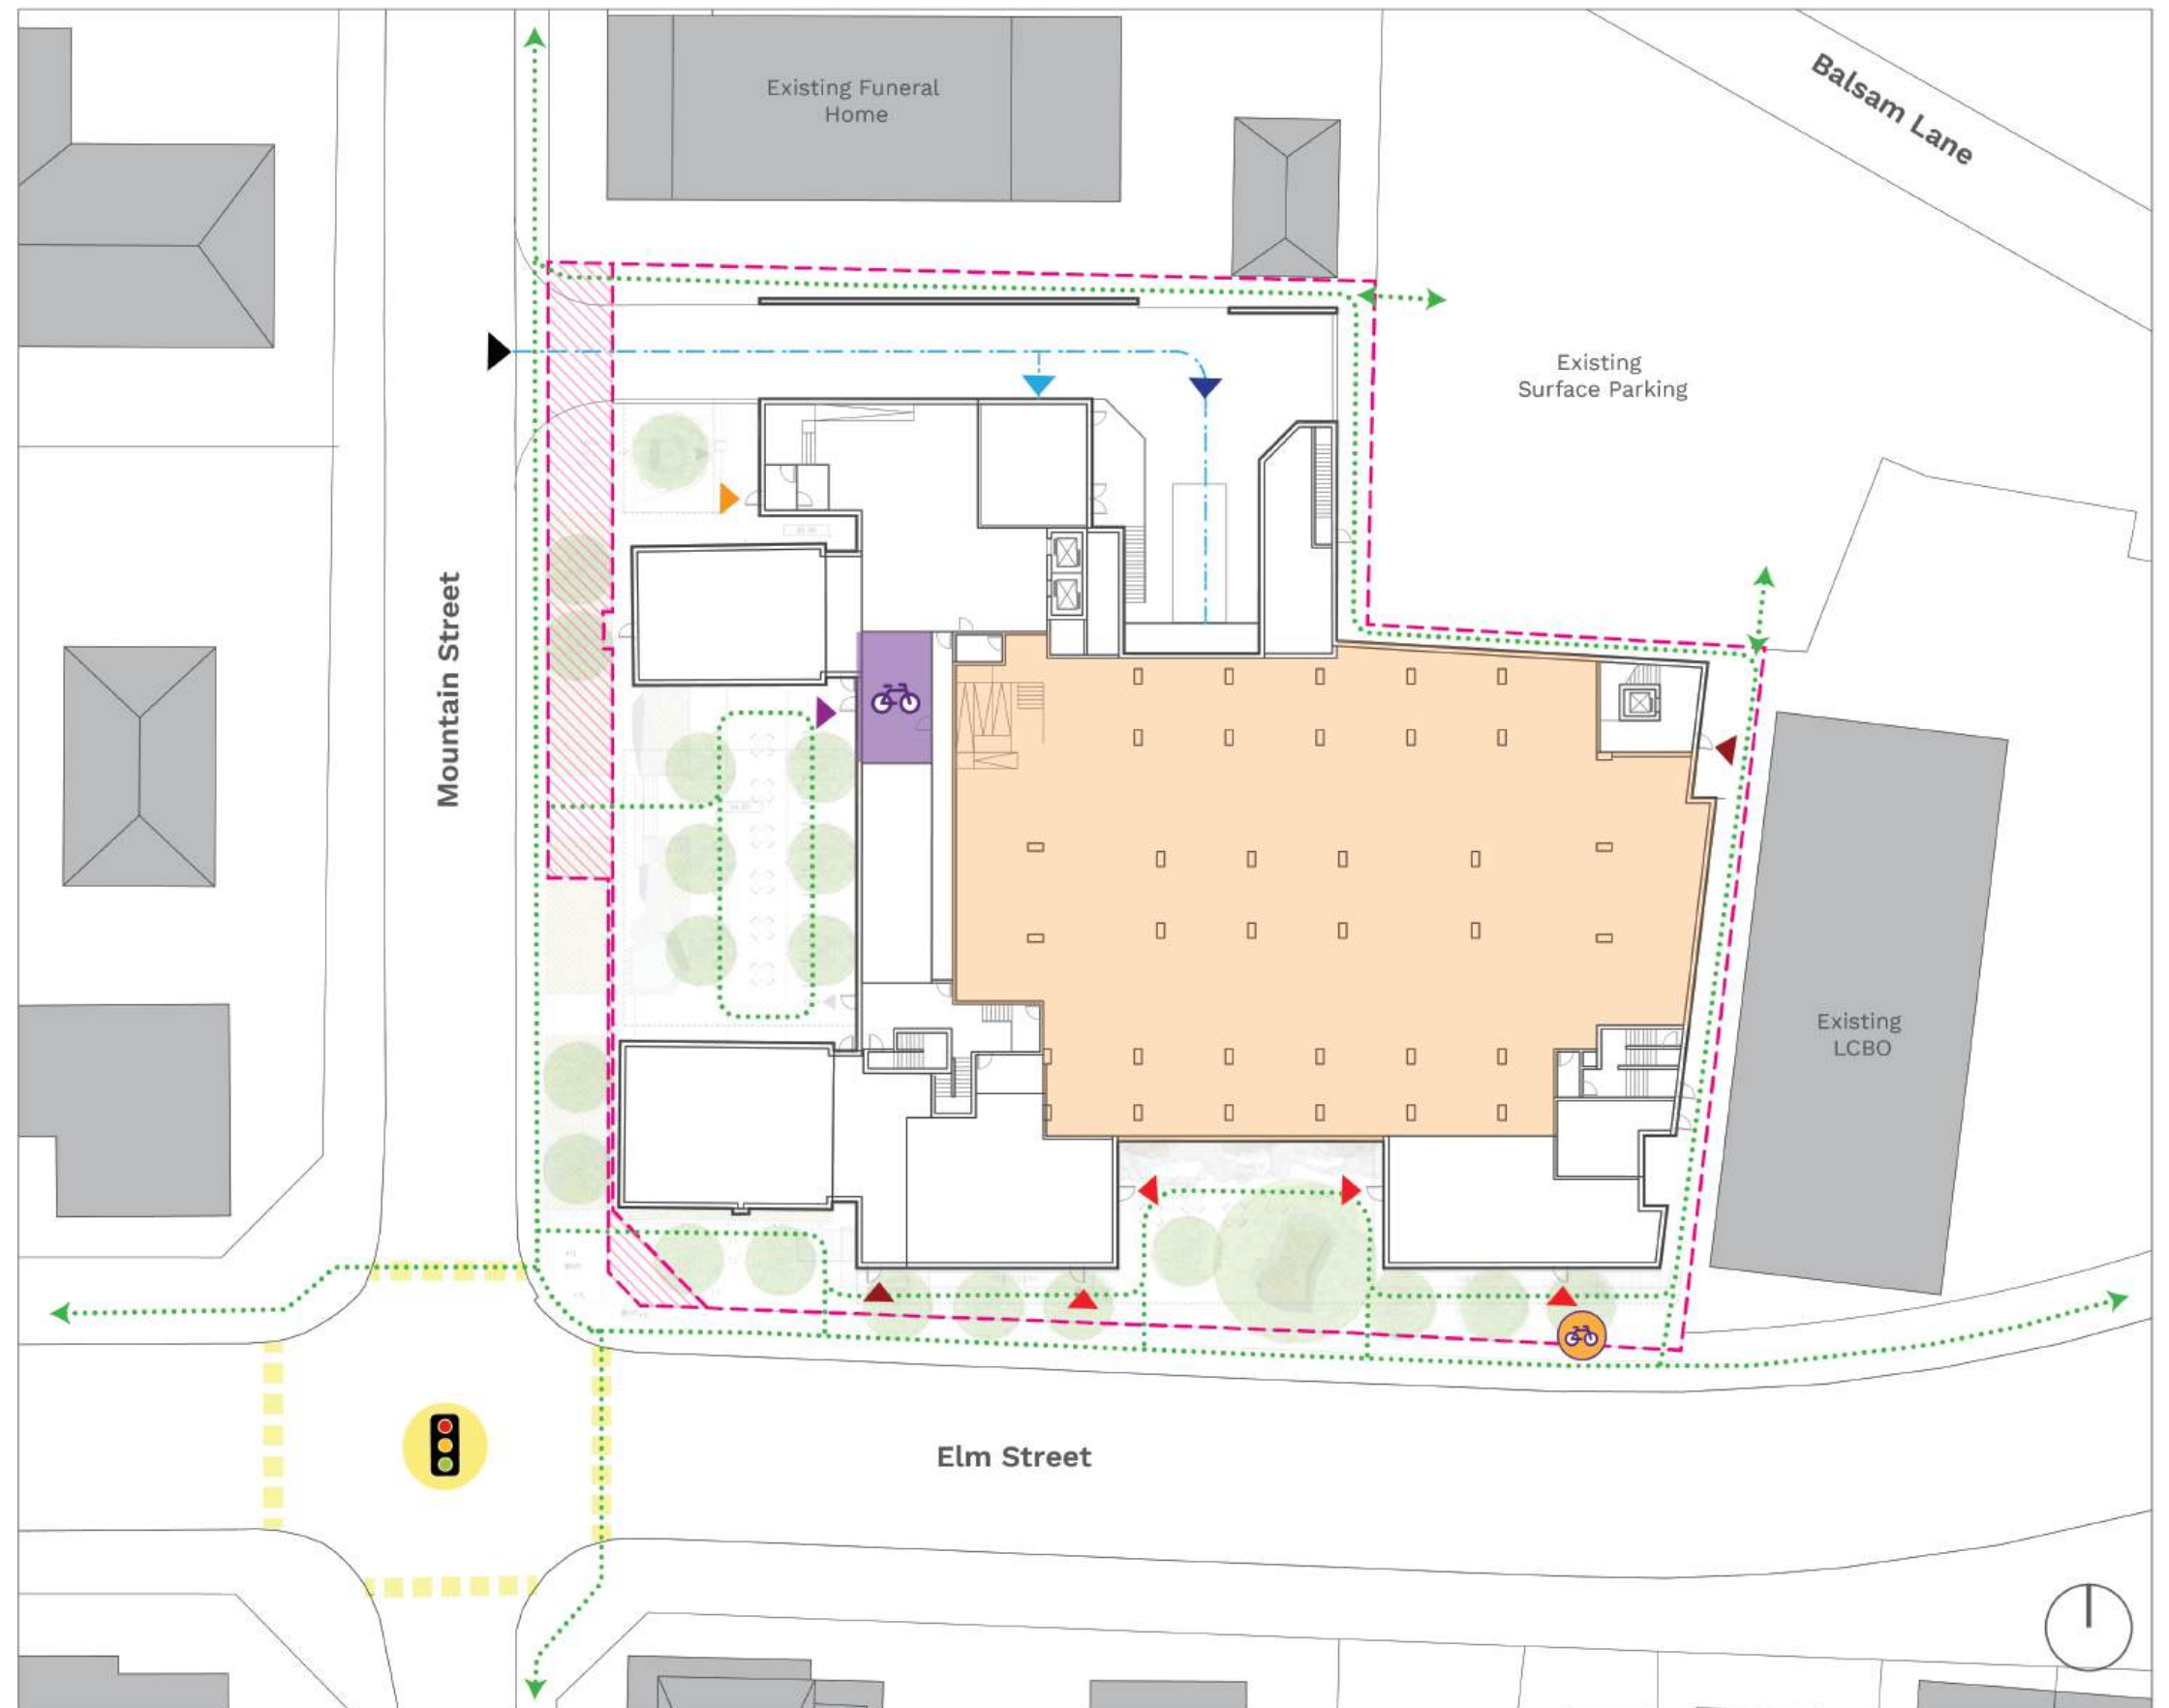 Existing Funeral
Home
Balsam Lane
Existing
Surface Parking
Mountain Street
Existing
LCBO
Elm Street